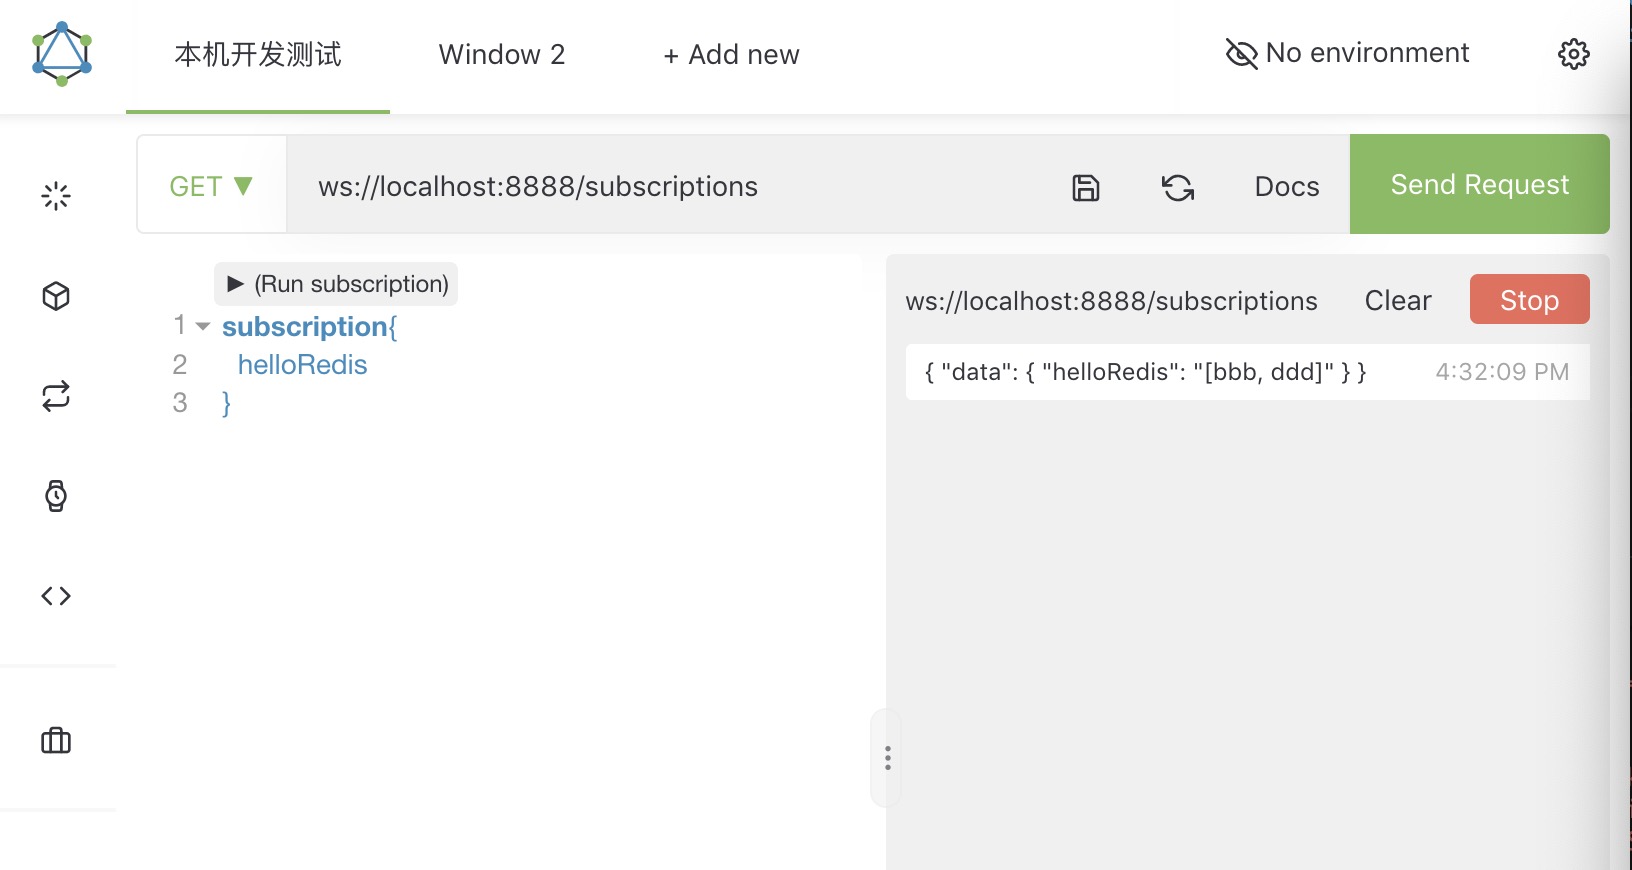 本机开发测试 Window 2 + Add new No environment
GET ▼ ws://localhost:8888/subscriptions Docs Send Request
▶ (Run subscription)
1 subscription{
2 helloRedis
3 }
ws://localhost:8888/subscriptions Clear Stop
{ "data": { "helloRedis": "[bbb, ddd]" } } 4:32:09 PM